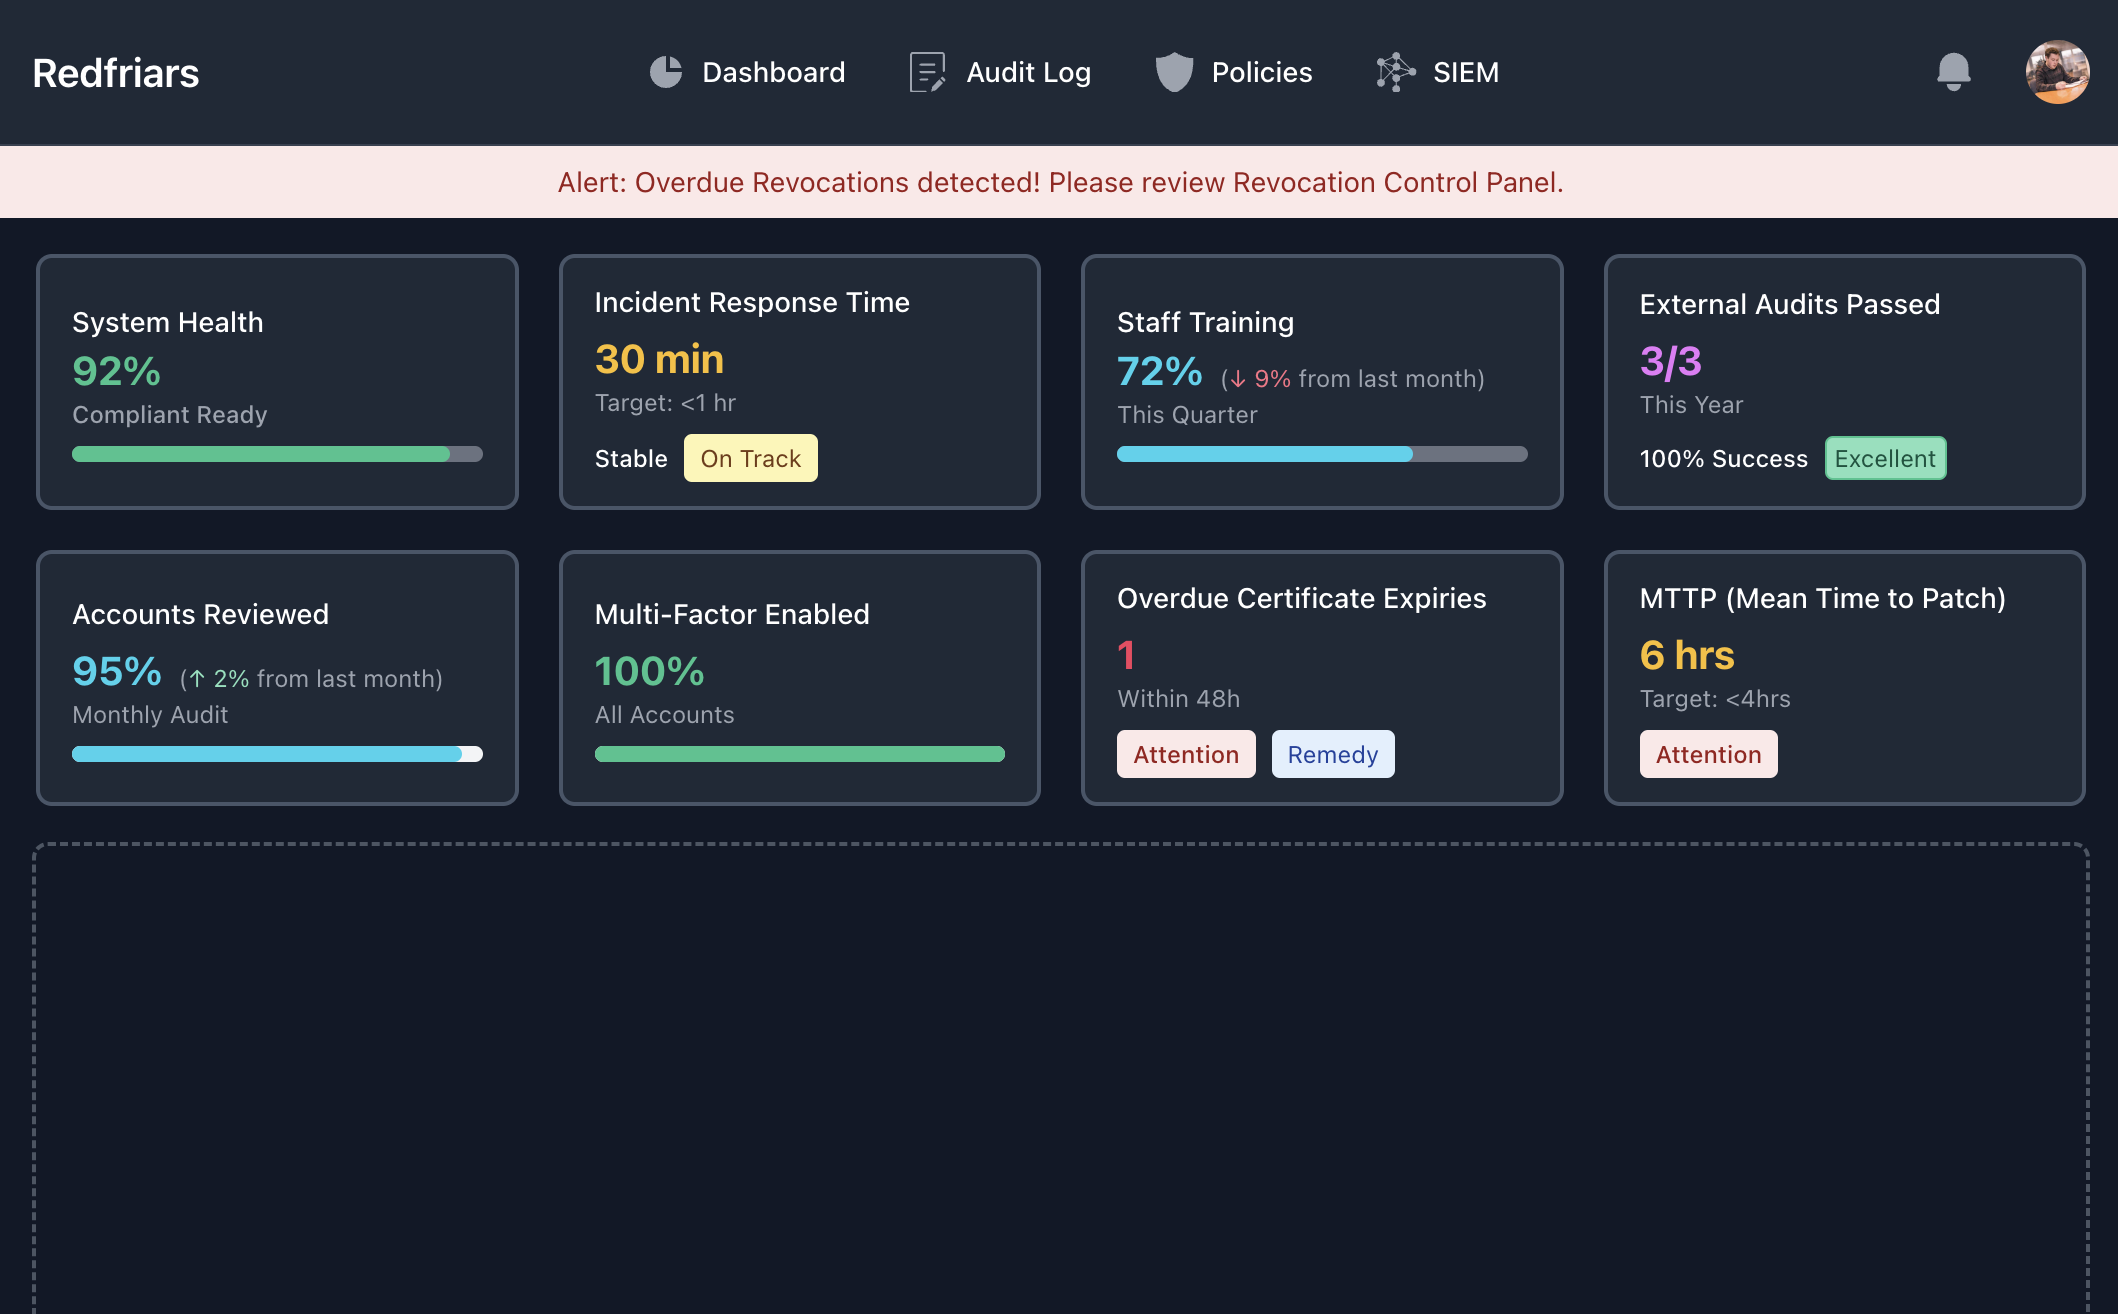 Redfriars
Dashboard
Audit Log
Policies
SIEM
Alert: Overdue Revocations detected! Please review Revocation Control Panel.
System Health
92%
Compliant Ready
Incident Response Time
30 min
Target: <1 hr
Stable
On Track
Staff Training
72% (↓ 9% from last month)
This Quarter
External Audits Passed
3/3
This Year
100% Success
Excellent
Accounts Reviewed
95% (↑ 2% from last month)
Monthly Audit
Multi-Factor Enabled
100%
All Accounts
Overdue Certificate Expiries
1
Within 48h
Attention
Remedy
MTTP (Mean Time to Patch)
6 hrs
Target: <4hrs
Attention